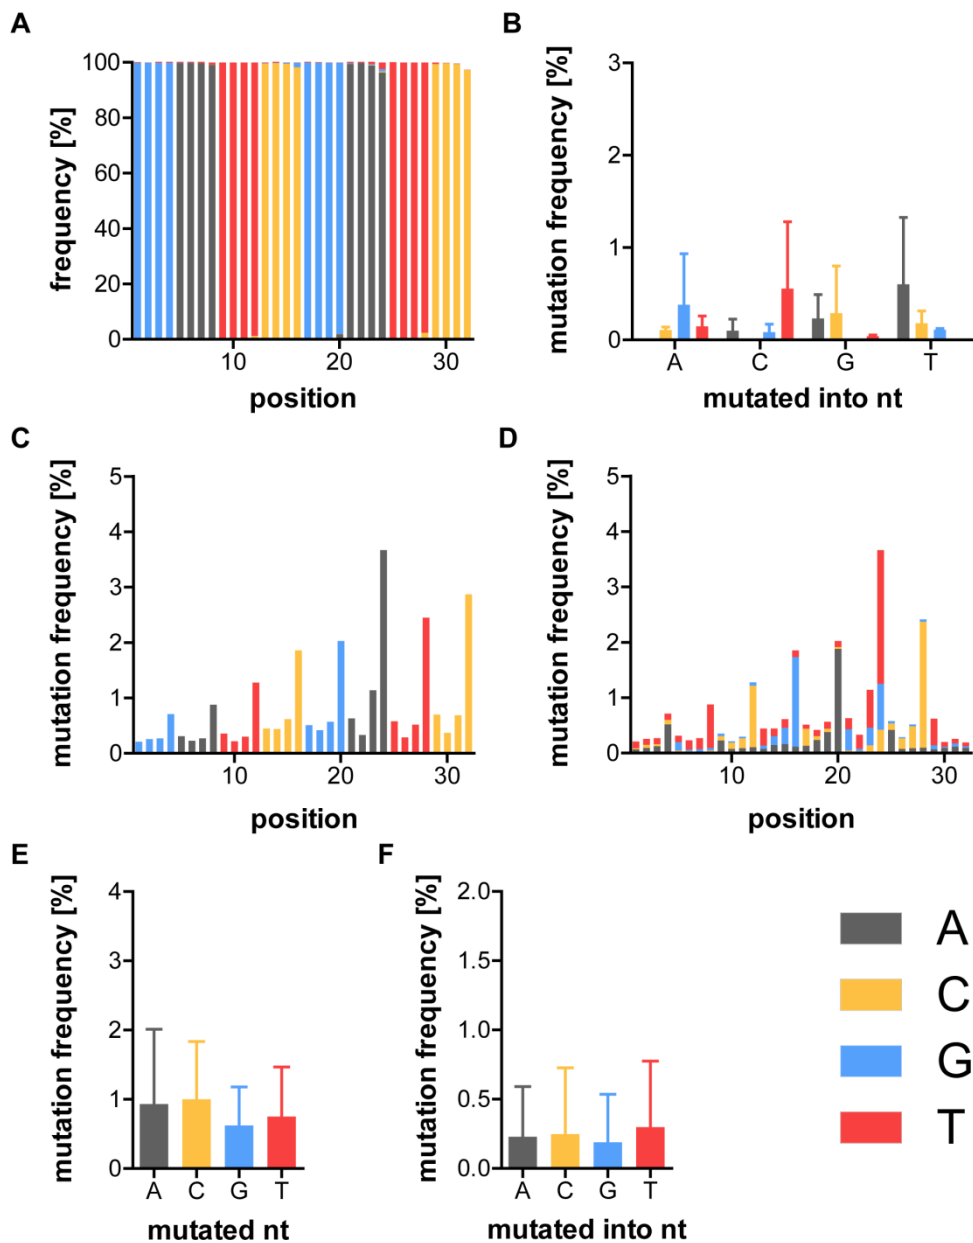 A
frequency [%]
100
80
60
40
20
0
10 20 30
position
B
mutation frequency [%]
3
2
1
0
A C G T
mutated into nt
C
mutation frequency [%]
5
4
3
2
1
0
10 20 30
position
D
mutation frequency [%]
5
4
3
2
1
0
10 20 30
position
E
mutation frequency [%]
4
3
2
1
0
A C G T
mutated nt
F
mutation frequency [%]
2.0
1.5
1.0
0.5
0.0
A C G T
mutated into nt
A
C
G
T